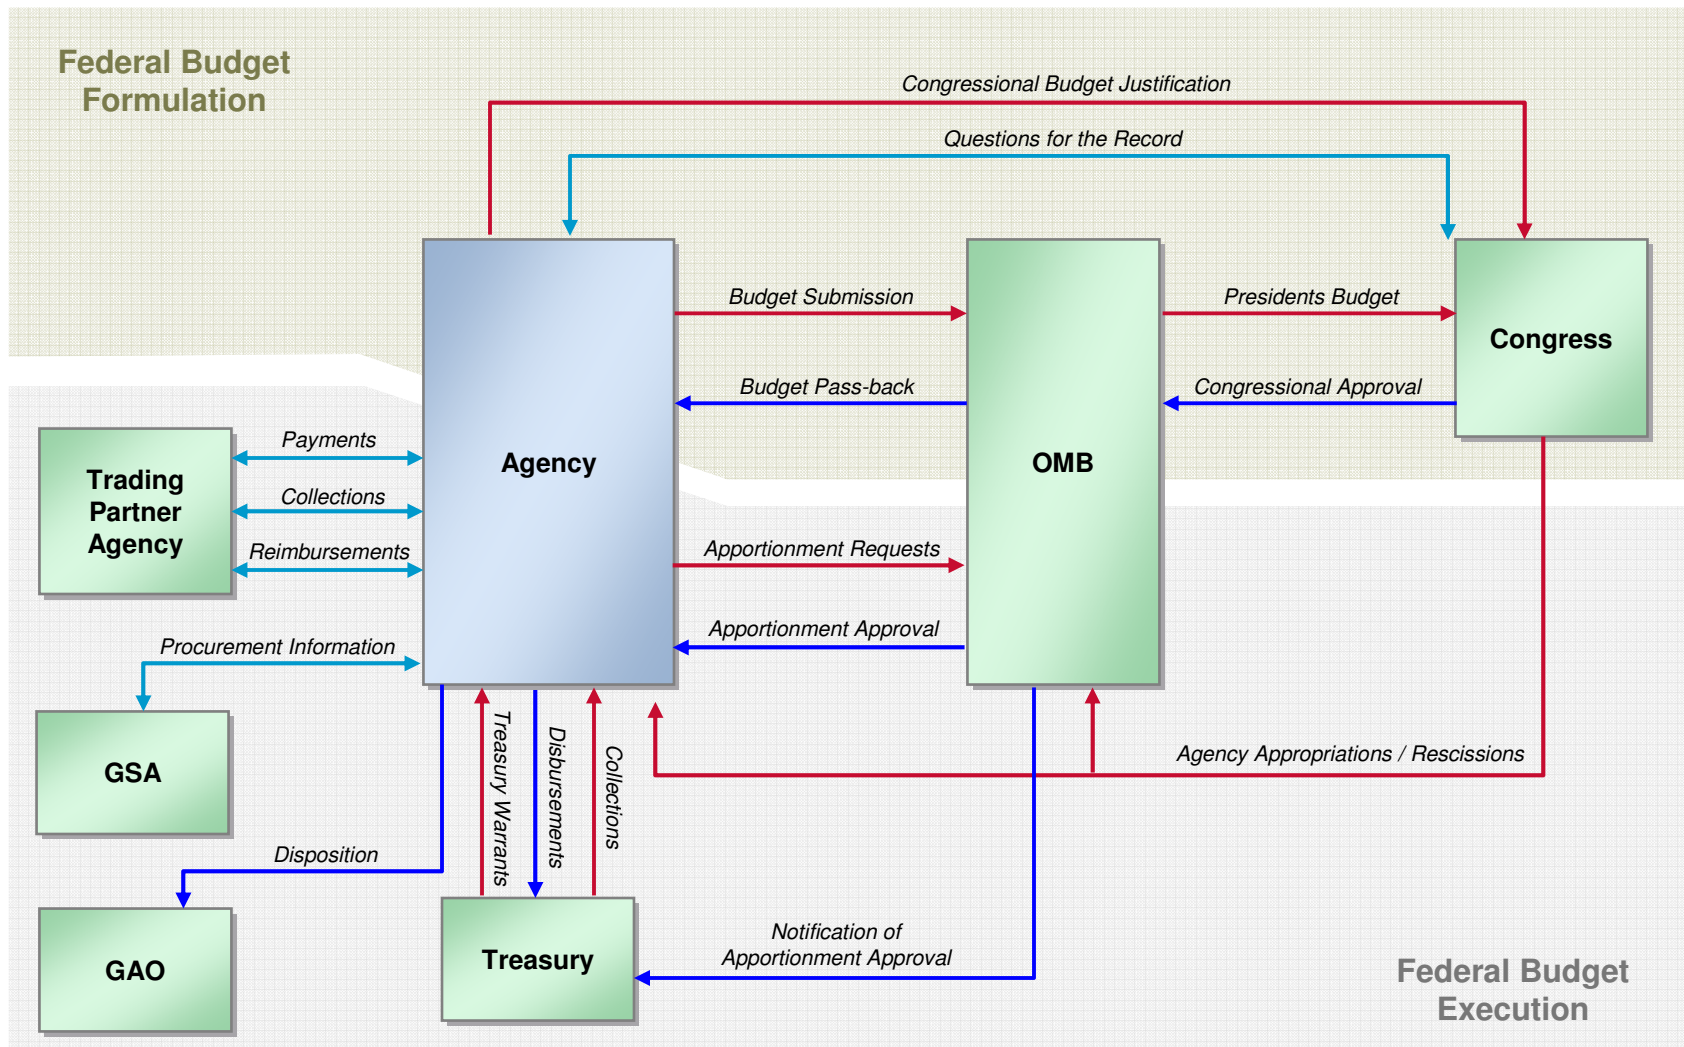 Federal Budget
Formulation
Congressional Budget Justification
Questions for the Record
Budget Submission
Presidents Budget
Congress
Budget Pass-back
Congressional Approval
Agency
OMB
Payments
Trading
Partner
Agency
Collections
Reimbursements
Apportionment Requests
Apportionment Approval
Procurement Information
GSA
Treasury Warrants
Disbursements
Collections
Agency Appropriations / Rescissions
Disposition
GAO
Treasury
Notification of
Apportionment Approval
Federal Budget
Execution